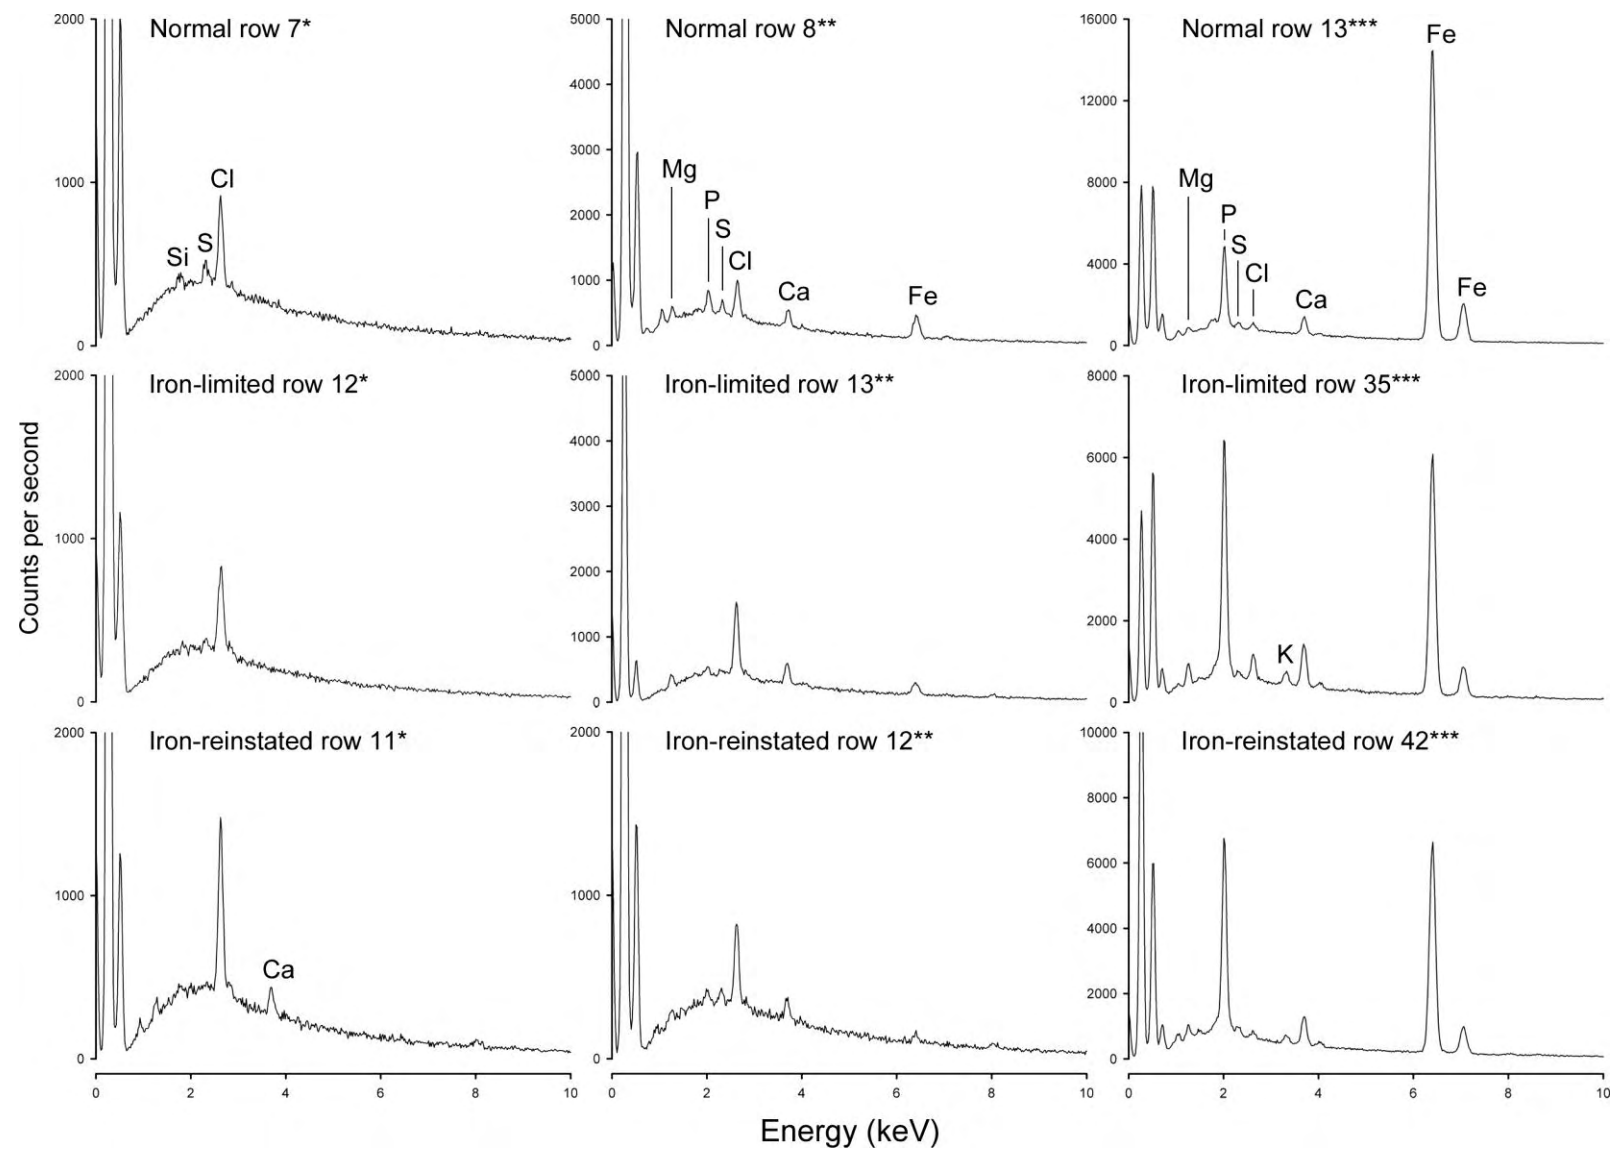 Normal row 7*
2000
1000
0
Si
S
Cl
Normal row 8**
5000
4000
3000
2000
1000
0
Mg
P
S
Cl
Ca
Fe
Normal row 13***
16000
12000
8000
4000
0
Mg
P
S
Cl
Ca
Fe
Fe
Iron-limited row 12*
2000
1000
0
Iron-limited row 13**
5000
4000
3000
2000
1000
0
Iron-limited row 35***
8000
6000
4000
2000
0
K
Iron-reinstated row 11*
2000
1000
0
Ca
0 2 4 6 8 10
Iron-reinstated row 12**
2000
1000
0
0 2 4 6 8 10
Iron-reinstated row 42***
10000
8000
6000
4000
2000
0
0 2 4 6 8 10
Counts per second
Energy (keV)